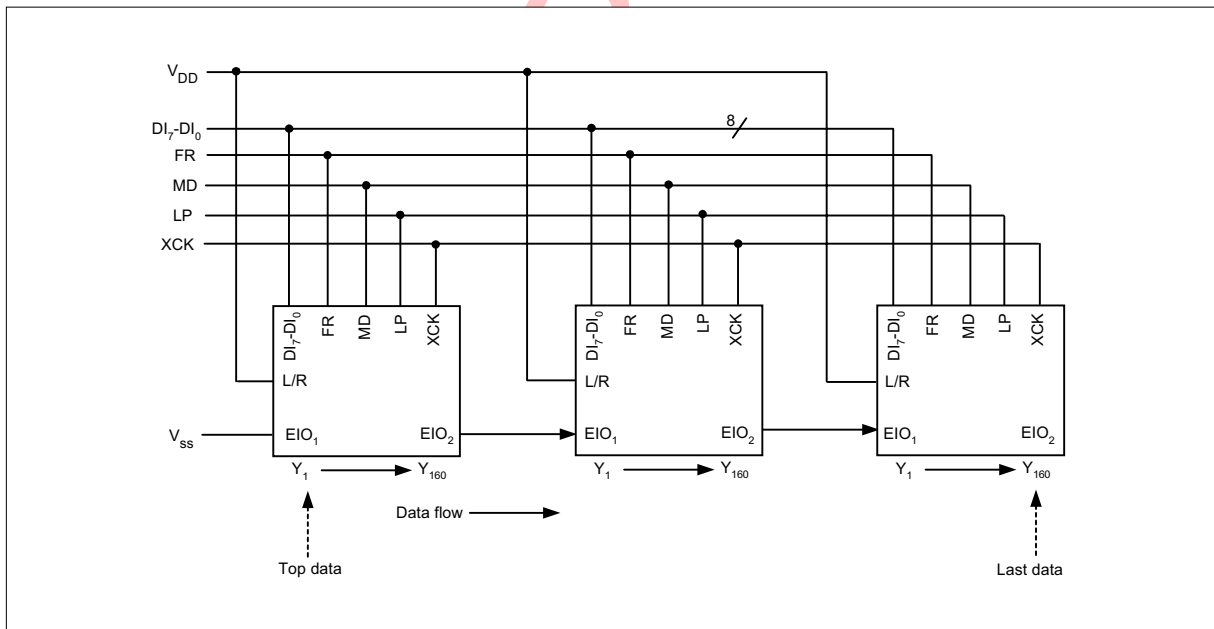 V_DD
DI₇-DI₀
8
FR
MD
LP
XCK
DI₇-DI₀ FR MD LP XCK
DI₇-DI₀ FR MD LP XCK
DI₇-DI₀ FR MD LP XCK
L/R
L/R
L/R
V_ss
EIO₁ EIO₂
EIO₁ EIO₂
EIO₁ EIO₂
Y₁ Y₁₆₀
Y₁ Y₁₆₀
Y₁ Y₁₆₀
Data flow
Top data
Last data